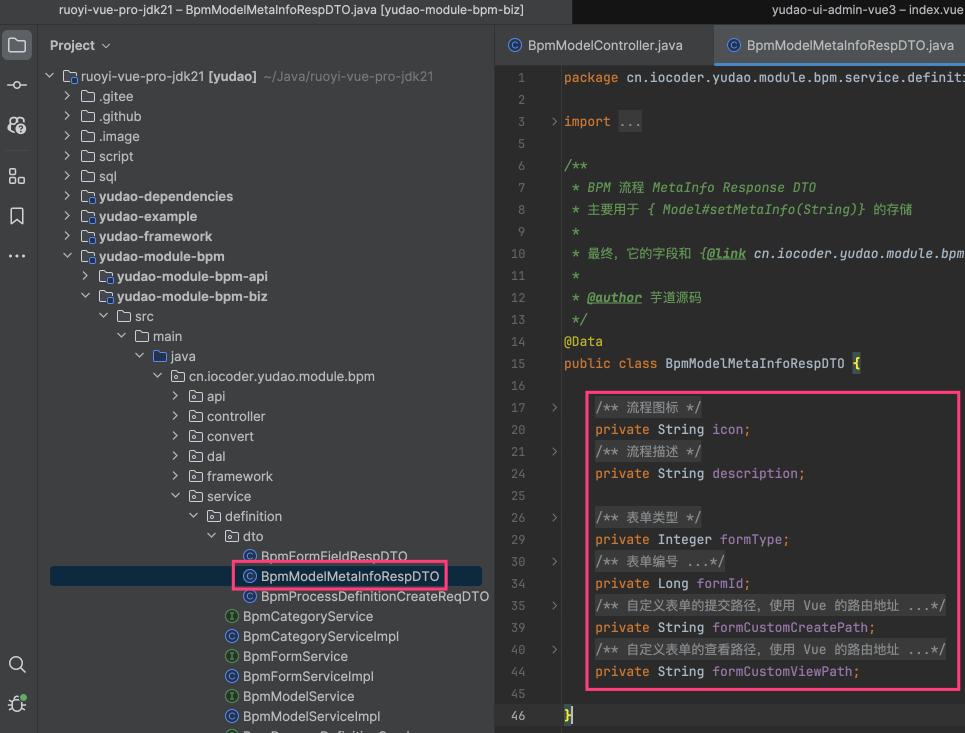 ruoyi-vue-pro-jdk21 – BpmModelMetaInfoRespDTO.java [yudao-module-bpm-biz]
yudao-ui-admin-vue3 – index.vue
Project
ruoyi-vue-pro-jdk21 [yudao] ~/Java/ruoyi-vue-pro-jdk21
.gitee
.github
.image
script
sql
yudao-dependencies
yudao-example
yudao-framework
yudao-module-bpm
yudao-module-bpm-api
yudao-module-bpm-biz
src
main
java
cn.iocoder.yudao.module.bpm
api
controller
convert
dal
framework
service
definition
dto
BpmFormFieldRespDTO
BpmModelMetaInfoRespDTO
BpmProcessDefinitionCreateReqDTO
BpmCategoryService
BpmCategoryServiceImpl
BpmFormService
BpmFormServiceImpl
BpmModelService
BpmModelServiceImpl
BpmModelController.java
BpmModelMetaInfoRespDTO.java
1 package cn.iocoder.yudao.module.bpm.service.definiti
2
3 import ...
5
6 /**
7 * BPM 流程 MetaInfo Response DTO
8 * 主要用于 { Model#setMetaInfo(String)} 的存储
9 *
10 * 最终，它的字段和 {@link cn.iocoder.yudao.module.bpm
11 *
12 * @author 芋道源码
13 */
14 @Data
15 public class BpmModelMetaInfoRespDTO {
16
17 /** 流程图标 */
20 private String icon;
21 /** 流程描述 */
24 private String description;
25
26 /** 表单类型 */
29 private Integer formType;
30 /** 表单编号 ...*/
34 private Long formId;
35 /** 自定义表单的提交路径，使用 Vue 的路由地址 ...*/
39 private String formCustomCreatePath;
40 /** 自定义表单的查看路径，使用 Vue 的路由地址 ...*/
44 private String formCustomViewPath;
45
46 }